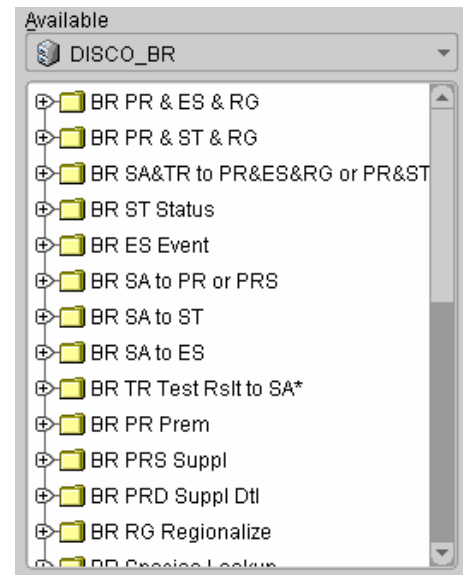 Available
DISCO_BR
BR PR & ES & RG
BR PR & ST & RG
BR SA&TR to PR&ES&RG or PR&ST
BR ST Status
BR ES Event
BR SA to PR or PRS
BR SA to ST
BR SA to ES
BR TR Test Rslt to SA*
BR PR Prem
BR PRS Suppl
BR PRD Suppl Dtl
BR RG Regionalize
BR Species Lookup